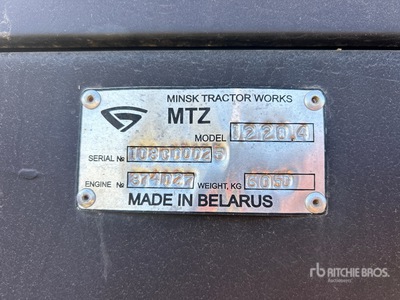 MINSK TRACTOR WORKS
MTZ
MODEL 1220.4
SERIAL №
ENGINE № 974027 WEIGHT, KG
MADE IN BELARUS
rb RITCHIE BROS.
Auctioneers